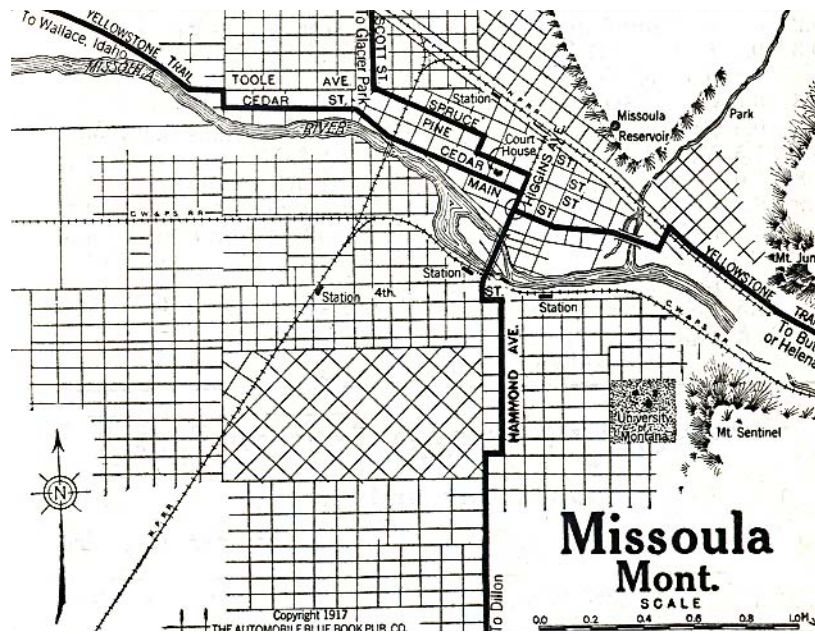 YELLOWSTONE TRAIL
To Wallace, Idaho
MISSOULA
RIVER
To Glacier Park
SCOTT ST.
TOOLE AVE.
CEDAR ST.
SPRUCE ST
PINE ST
CEDAR ST
MAIN ST
Station
N.P.R.R.
Court
House
HIGGINS AVE.
Missoula
Reservoir
Park
Mt. Jum
YELLOWSTONE TRA
To But
or Helena
C.W.& P.S. RR
Station
Station
4th. ST.
Station
C.W.& P.S. RR
HAMMOND AVE.
University
Montana
Mt. Sentinel
N
N.P.R.R.
To Dillon
Missoula
Mont.
SCALE
0.0 0.2 0.4 0.6 0.8 1.0 M.
Copyright 1917
THE AUTOMOBILE BLUE BOOK PUB. CO.